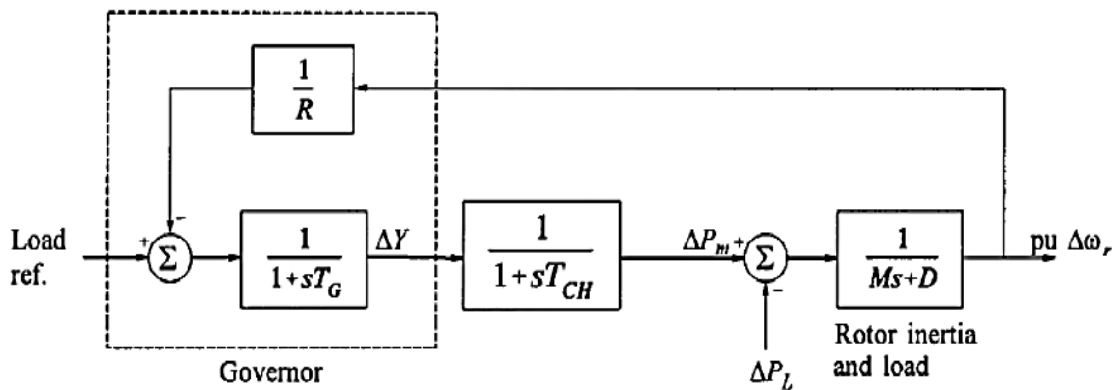 1
R
−
Load
ref.
+
Σ
1
1+sT_G
ΔY
1
1+sT_CH
ΔP_m
+
Σ
−
1
Ms+D
pu Δω_r
Governor
ΔP_L
Rotor inertia
and load